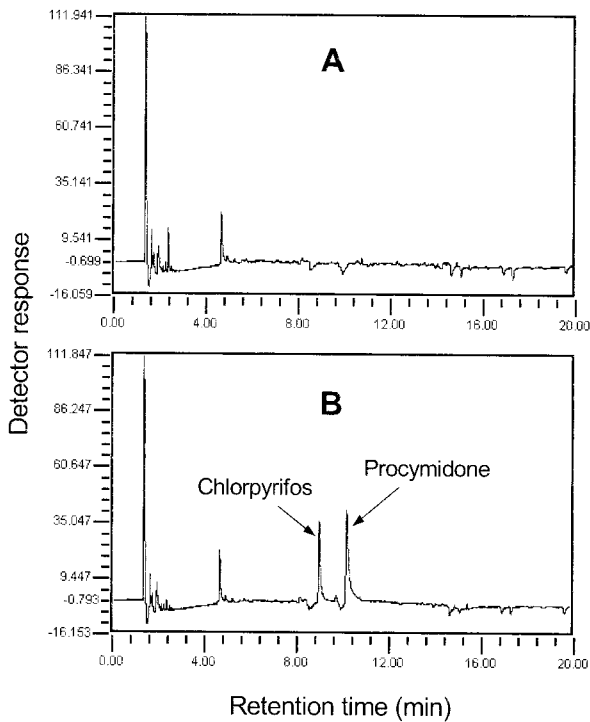 111.941
A
86.341
60.741
35.141
9.541
-0.699
-16.059
0.00 4.00 8.00 12.00 16.00 20.00
Detector response
111.847
B
86.247
60.647
Procymidone
Chlorpyrifos
35.047
9.447
-0.793
-16.153
0.00 4.00 8.00 12.00 16.00 20.00
Retention time (min)